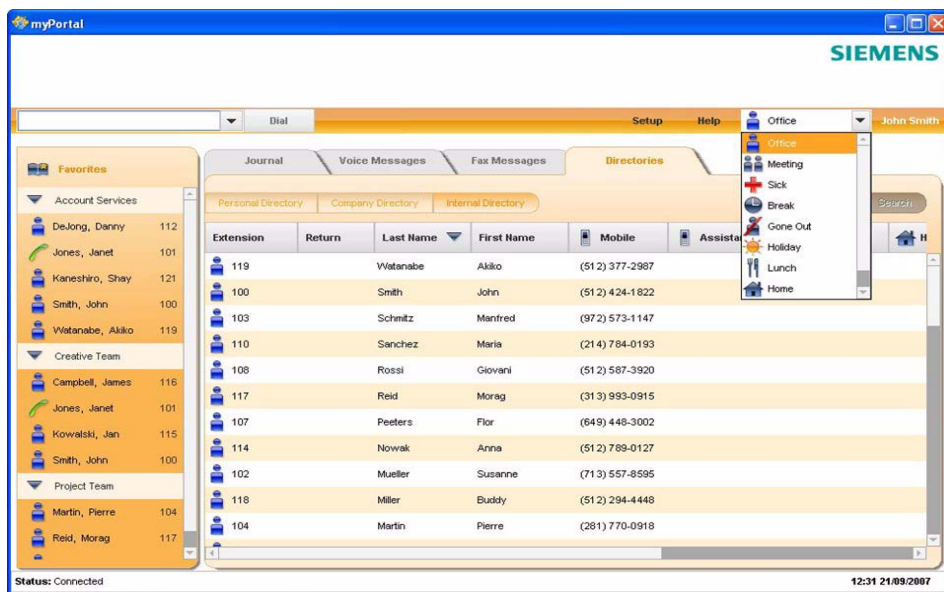 myPortal
SIEMENS
Dial
Setup Help Office John Smith
Office
Meeting
Sick
Break
Gone Out
Holiday
Lunch
Home
Favorites
Account Services
DeJong, Danny 112
Jones, Janet 101
Kaneshiro, Shay 121
Smith, John 100
Watanabe, Akiko 119
Creative Team
Campbell, James 116
Jones, Janet 101
Kowalski, Jan 115
Smith, John 100
Project Team
Martin, Pierre 104
Reid, Morag 117
Journal Voice Messages Fax Messages Directories
Personal Directory Company Directory Internal Directory Search
Extension Return Last Name First Name Mobile Assista H
119 Watanabe Akiko (512) 377-2987
100 Smith John (512) 424-1822
103 Schmitz Manfred (972) 573-1147
110 Sanchez Maria (214) 784-0193
108 Rossi Giovani (512) 587-3920
117 Reid Morag (313) 993-0915
107 Peeters Flor (649) 448-3002
114 Nowak Anna (512) 789-0127
102 Mueller Susanne (713) 557-8595
118 Miller Buddy (512) 294-4448
104 Martin Pierre (281) 770-0918
Status: Connected 12:31 21/09/2007